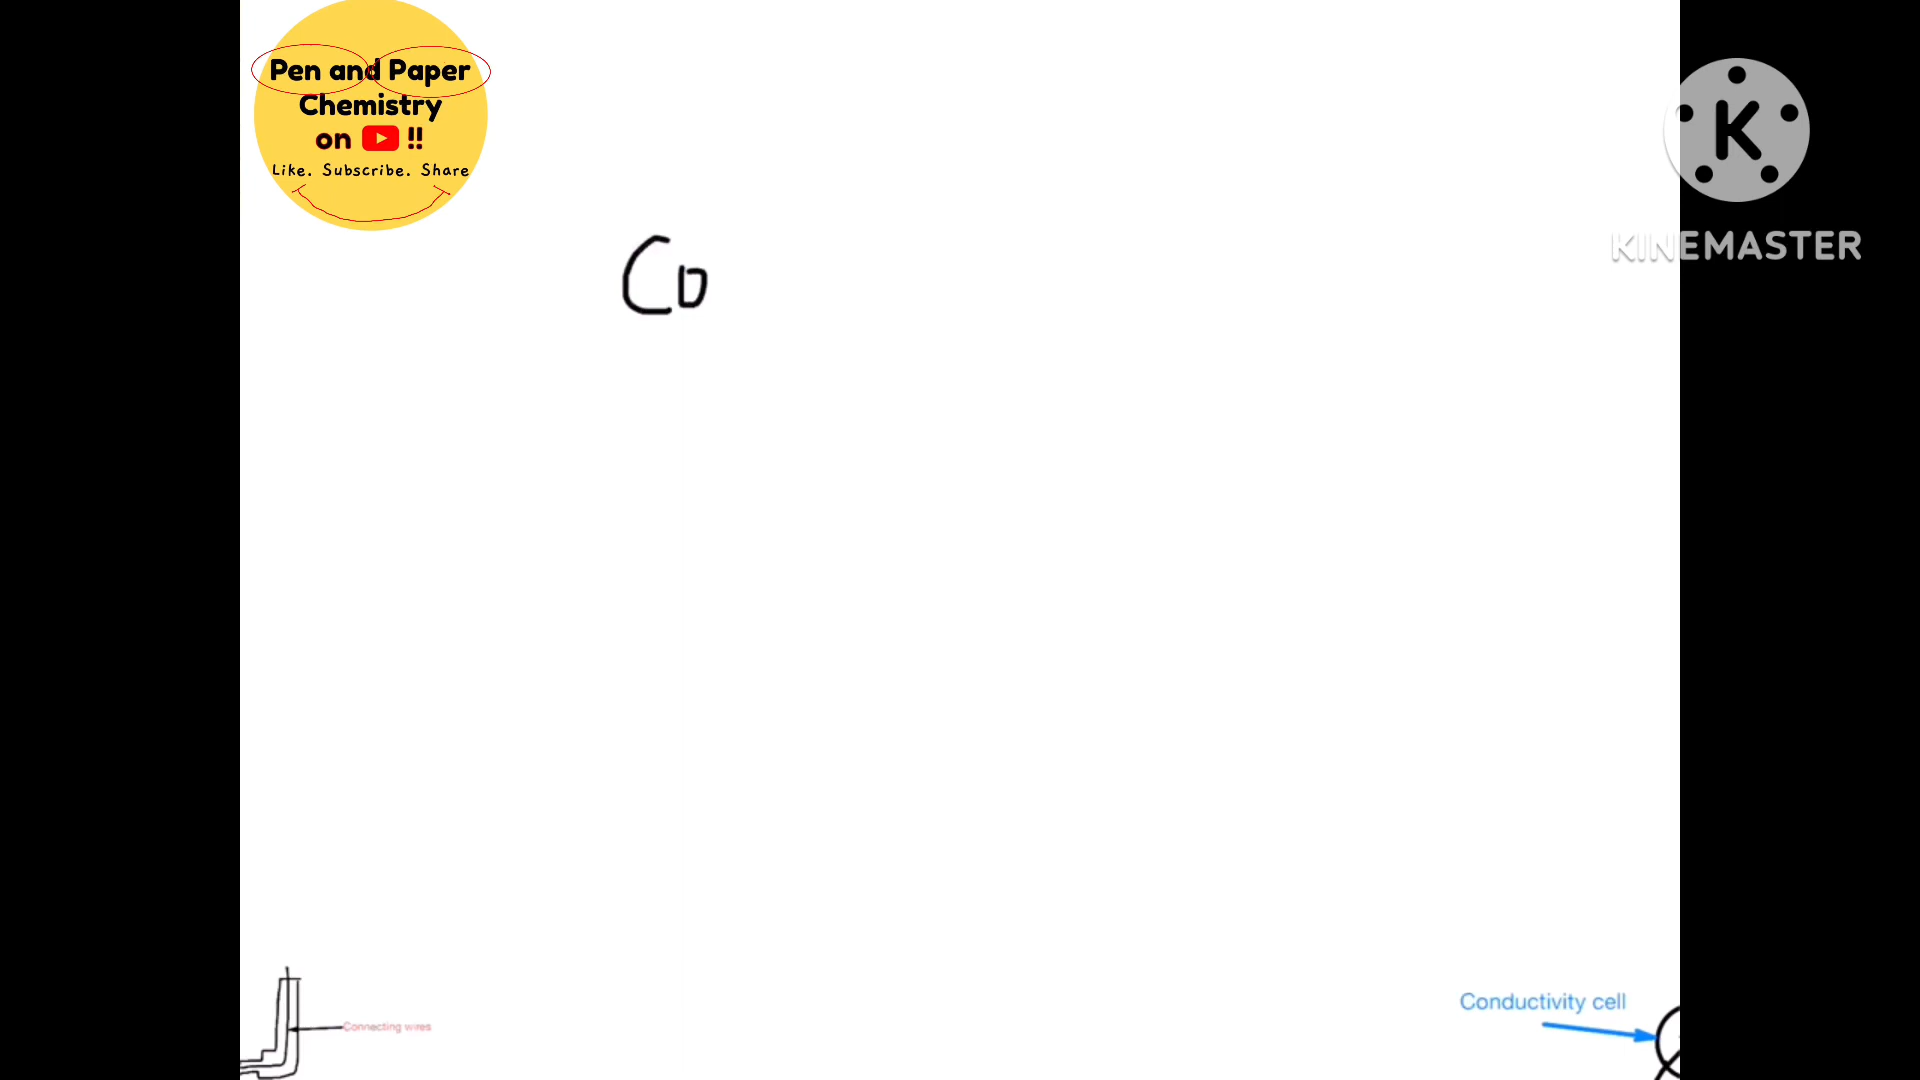 Pen and Paper
Chemistry
on !!
Like. Subscribe. Share
K
KINEMASTER
Co
Conductivity cell
Connecting wires